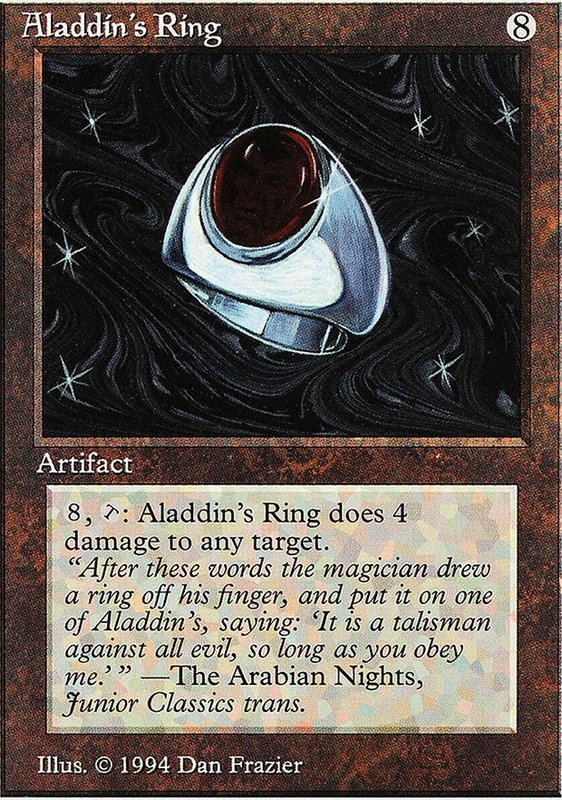 Aladdin's Ring 8
Artifact
8, T: Aladdin's Ring does 4
damage to any target.
“After these words the magician drew
a ring off his finger, and put it on one
of Aladdin's, saying: ‘It is a talisman
against all evil, so long as you obey
me.’ ” —The Arabian Nights,
Junior Classics trans.
Illus. © 1994 Dan Frazier